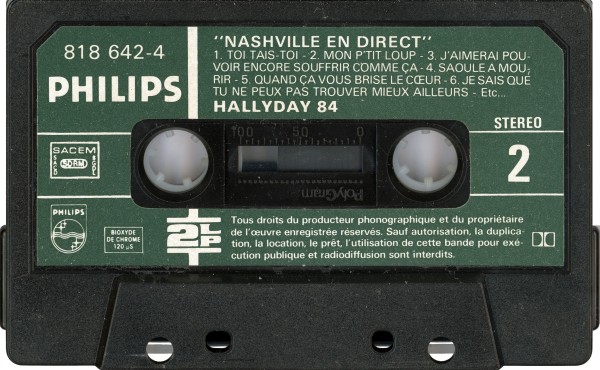 818 642-4
PHILIPS
"NASHVILLE EN DIRECT"
1. TOI TAIS-TOI - 2. MON P'TIT LOUP - 3. J'AIMERAI POU-
VOIR ENCORE SOUFFRIR COMME ÇA - 4. SAOULE A MOU-
RIR - 5. QUAND ÇA VOUS BRISE LE CŒUR - 6. JE SAIS QUE
TU NE PEUX PAS TROUVER MIEUX AILLEURS - Etc...
HALLYDAY 84
100 50 0
STEREO
2
SACEM
SDRM
SACD
SGDL
PolyGram
PHILIPS
BIOXYDE
DE CHROME
120 µS
2LP
Tous droits du producteur phonographique et du propriétaire
de l'œuvre enregistrée réservés. Sauf autorisation, la duplica-
tion, la location, le prêt, l'utilisation de cette bande pour exé-
cution publique et radiodiffusion sont interdits.